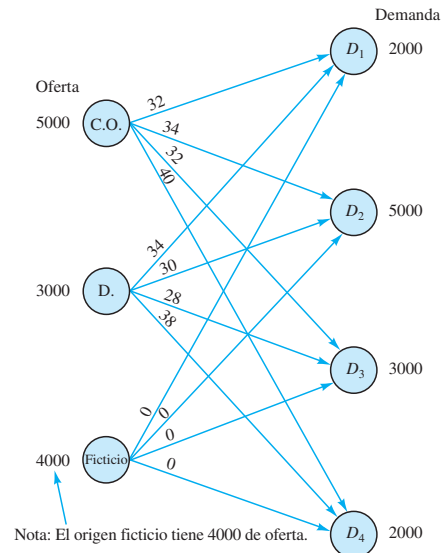 Demanda
D1 2000
Oferta
5000 C.O.
32
34
32
40
D2 5000
3000 D.
34
30
28
38
D3 3000
4000 Ficticio
0
0
0
0
D4 2000
Nota: El origen ficticio tiene 4000 de oferta.